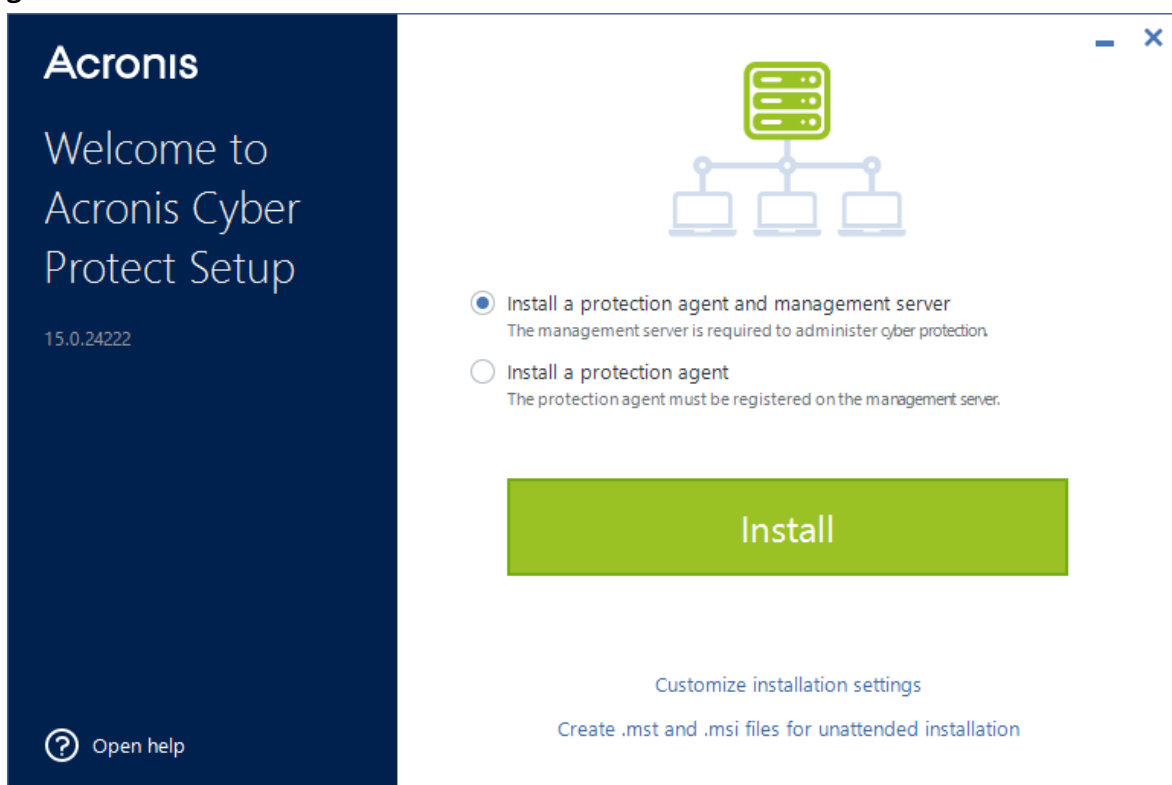 Acronis
Welcome to
Acronis Cyber
Protect Setup
15.0.24222
Install a protection agent and management server
The management server is required to administer cyber protection.
Install a protection agent
The protection agent must be registered on the management server.
Install
Customize installation settings
Create .mst and .msi files for unattended installation
? Open help